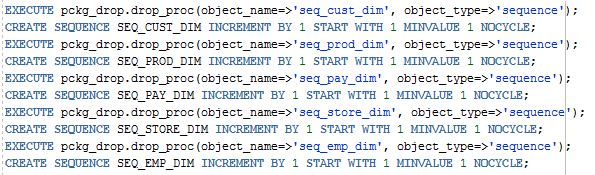 EXECUTE pckg_drop.drop_proc(object_name=>'seq_cust_dim', object_type=>'sequence');
CREATE SEQUENCE SEQ_CUST_DIM INCREMENT BY 1 START WITH 1 MINVALUE 1 NOCYCLE;
EXECUTE pckg_drop.drop_proc(object_name=>'seq_prod_dim', object_type=>'sequence');
CREATE SEQUENCE SEQ_PROD_DIM INCREMENT BY 1 START WITH 1 MINVALUE 1 NOCYCLE;
EXECUTE pckg_drop.drop_proc(object_name=>'seq_pay_dim', object_type=>'sequence');
CREATE SEQUENCE SEQ_PAY_DIM INCREMENT BY 1 START WITH 1 MINVALUE 1 NOCYCLE;
EXECUTE pckg_drop.drop_proc(object_name=>'seq_store_dim', object_type=>'sequence');
CREATE SEQUENCE SEQ_STORE_DIM INCREMENT BY 1 START WITH 1 MINVALUE 1 NOCYCLE;
EXECUTE pckg_drop.drop_proc(object_name=>'seq_emp_dim', object_type=>'sequence');
CREATE SEQUENCE SEQ_EMP_DIM INCREMENT BY 1 START WITH 1 MINVALUE 1 NOCYCLE;